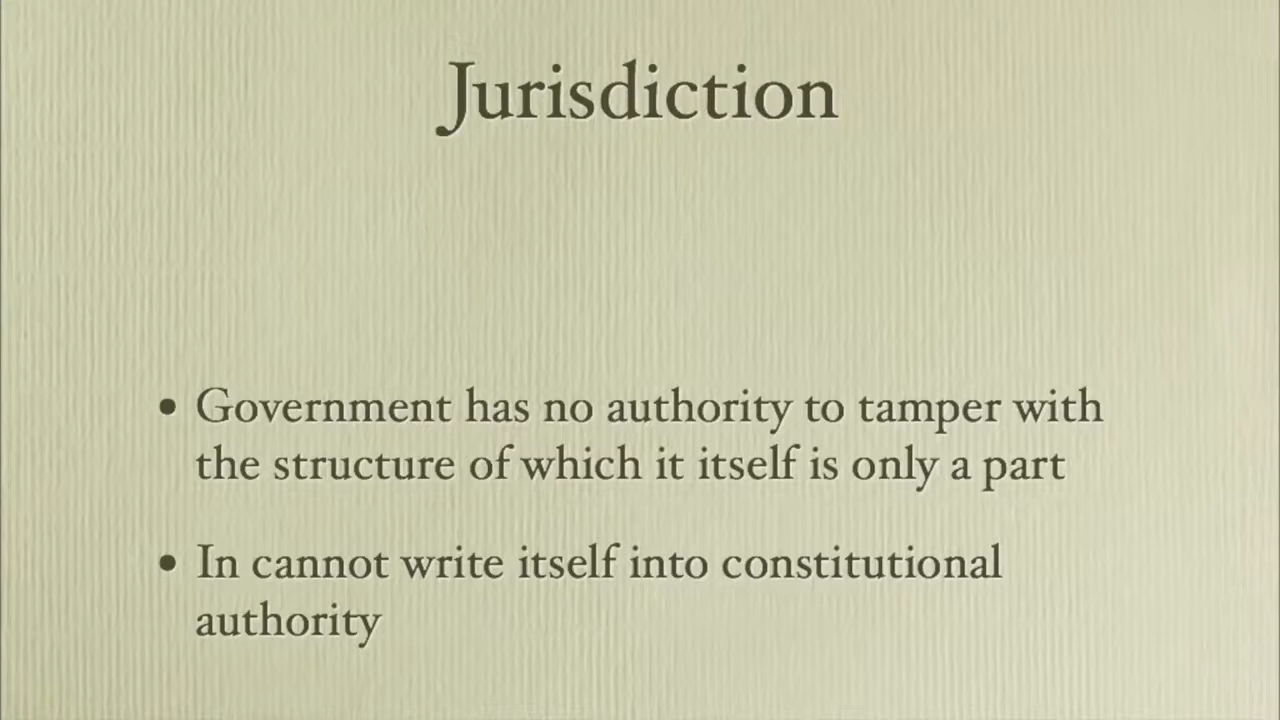 Jurisdiction
• Government has no authority to tamper with
the structure of which it itself is only a part
• In cannot write itself into constitutional
authority